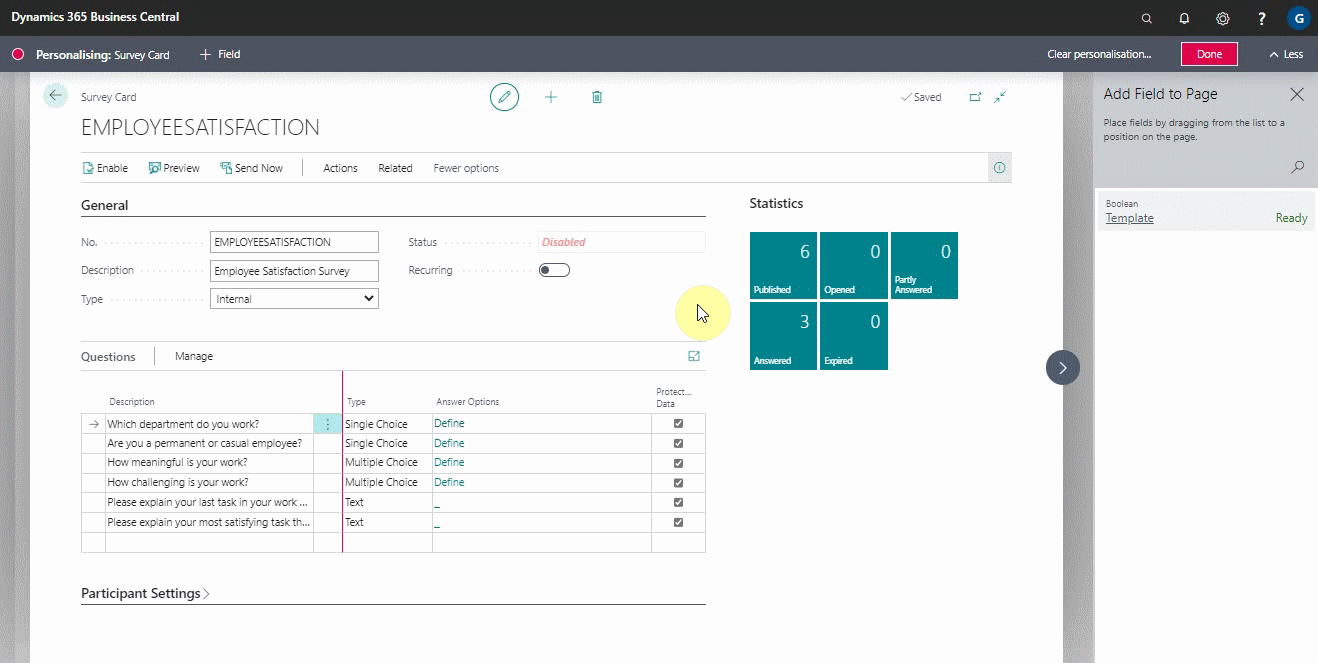 Dynamics 365 Business Central
?
G
Personalising: Survey Card
+ Field
Clear personalisation...
Done
Less
Survey Card
Saved
EMPLOYEESATISFACTION
Enable
Preview
Send Now
Actions
Related
Fewer options
General
No.
EMPLOYEESATISFACTION
Status
Disabled
Description
Employee Satisfaction Survey
Recurring
Type
Internal
Questions
Manage
Description
Type
Answer Options
Protect...
Data
Which department do you work?
Single Choice
Define
Are you a permanent or casual employee?
Single Choice
Define
How meaningful is your work?
Multiple Choice
Define
How challenging is your work?
Multiple Choice
Define
Please explain your last task in your work ...
Text
_
Please explain your most satisfying task th...
Text
_
Participant Settings
Statistics
6
Published
0
Opened
0
Partly
Answered
3
Answered
0
Expired
Add Field to Page
Place fields by dragging from the list to a
position on the page.
Boolean
Template
Ready